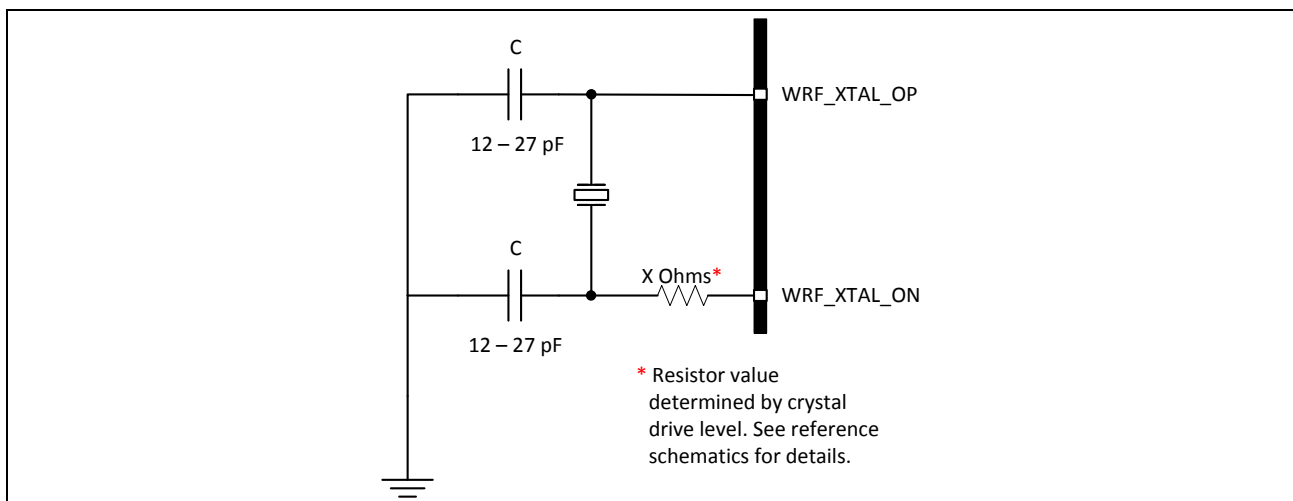 C
WRF_XTAL_OP
12 – 27 pF
C
X Ohms*
WRF_XTAL_ON
12 – 27 pF
* Resistor value
determined by crystal
drive level. See reference
schematics for details.